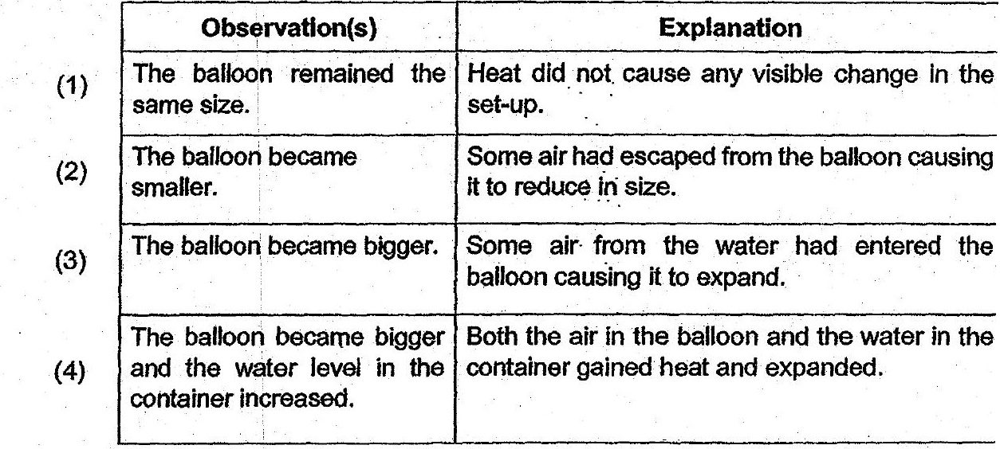 Observation(s) Explanation
(1) The balloon remained the Heat did not cause any visible change in the
same size. set-up.
(2) The balloon became Some air had escaped from the balloon causing
smaller. it to reduce in size.
(3) The balloon became bigger. Some air from the water had entered the
balloon causing it to expand.
The balloon became bigger Both the air in the balloon and the water in the
(4) and the water level in the container gained heat and expanded.
container increased.